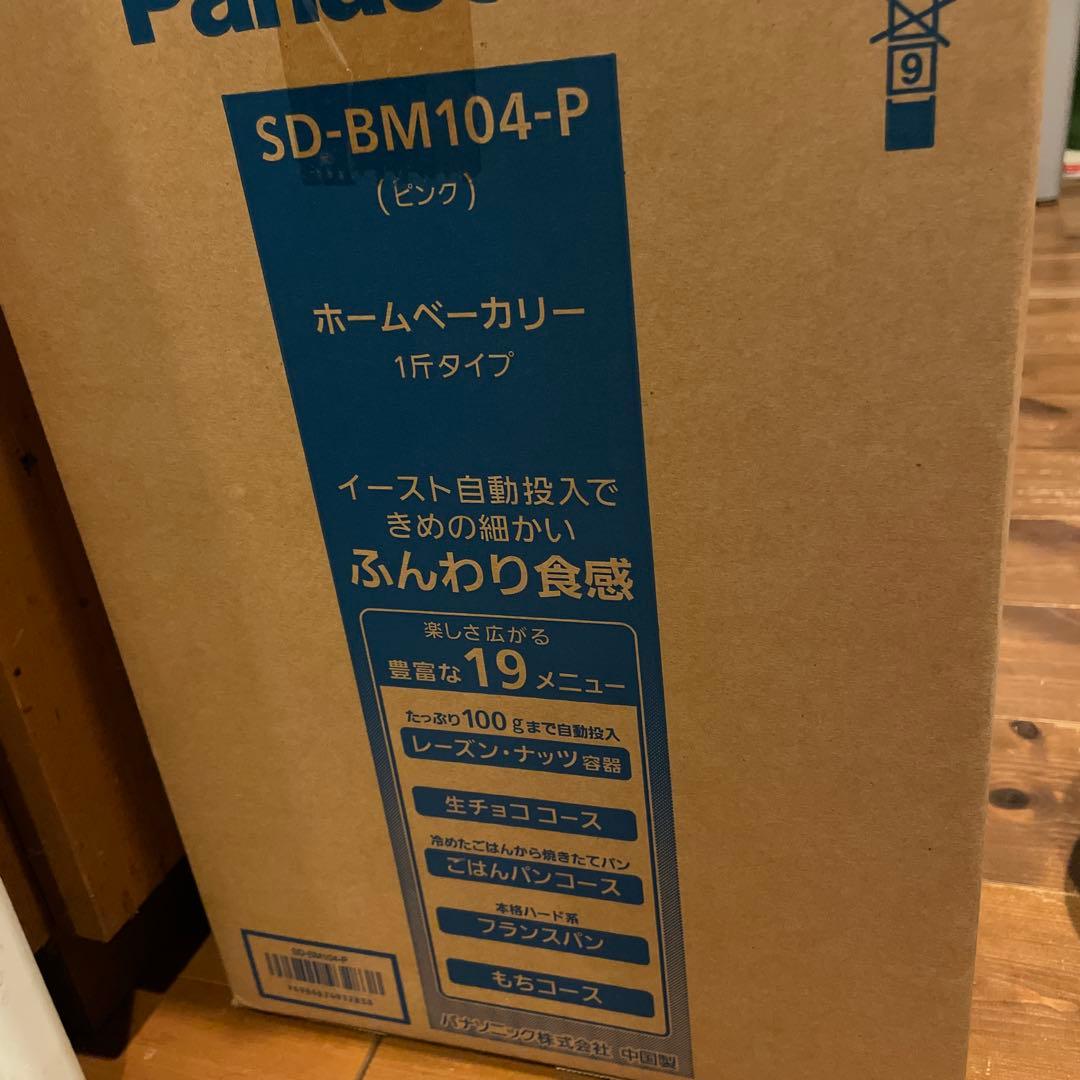 Panaso
9
SD-BM104-P
(ピンク)
ホームベーカリー
1斤タイプ
イースト自動投入で
きめの細かい
ふんわり食感
楽しさ広がる
豊富な19メニュー
たっぷり100gまで自動投入
レーズン・ナッツ容器
生チョココース
冷めたごはんから焼きたてパン
ごはんパンコース
本格ハード系
フランスパン
もちコース
SD-BM104-P
パナソニック株式会社 中国製